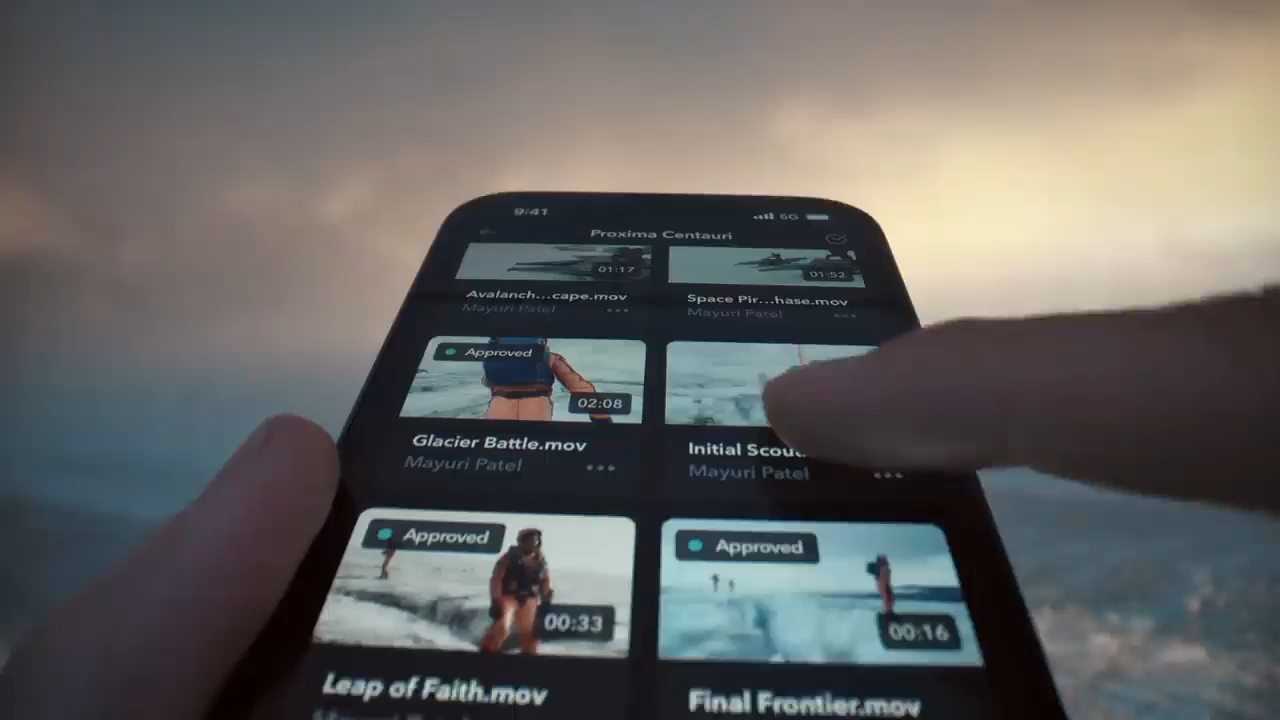 9:41
5G
Proxima Centauri
01:17
01:52
Avalanch...cape.mov
Space Pir...hase.mov
Mayuri Patel
Mayuri Patel
Approved
02:08
Glacier Battle.mov
Initial
Mayuri Patel
Mayuri Patel
Approved
Approved
00:33
00:16
Leap of Faith.mov
Final Frontier.mov